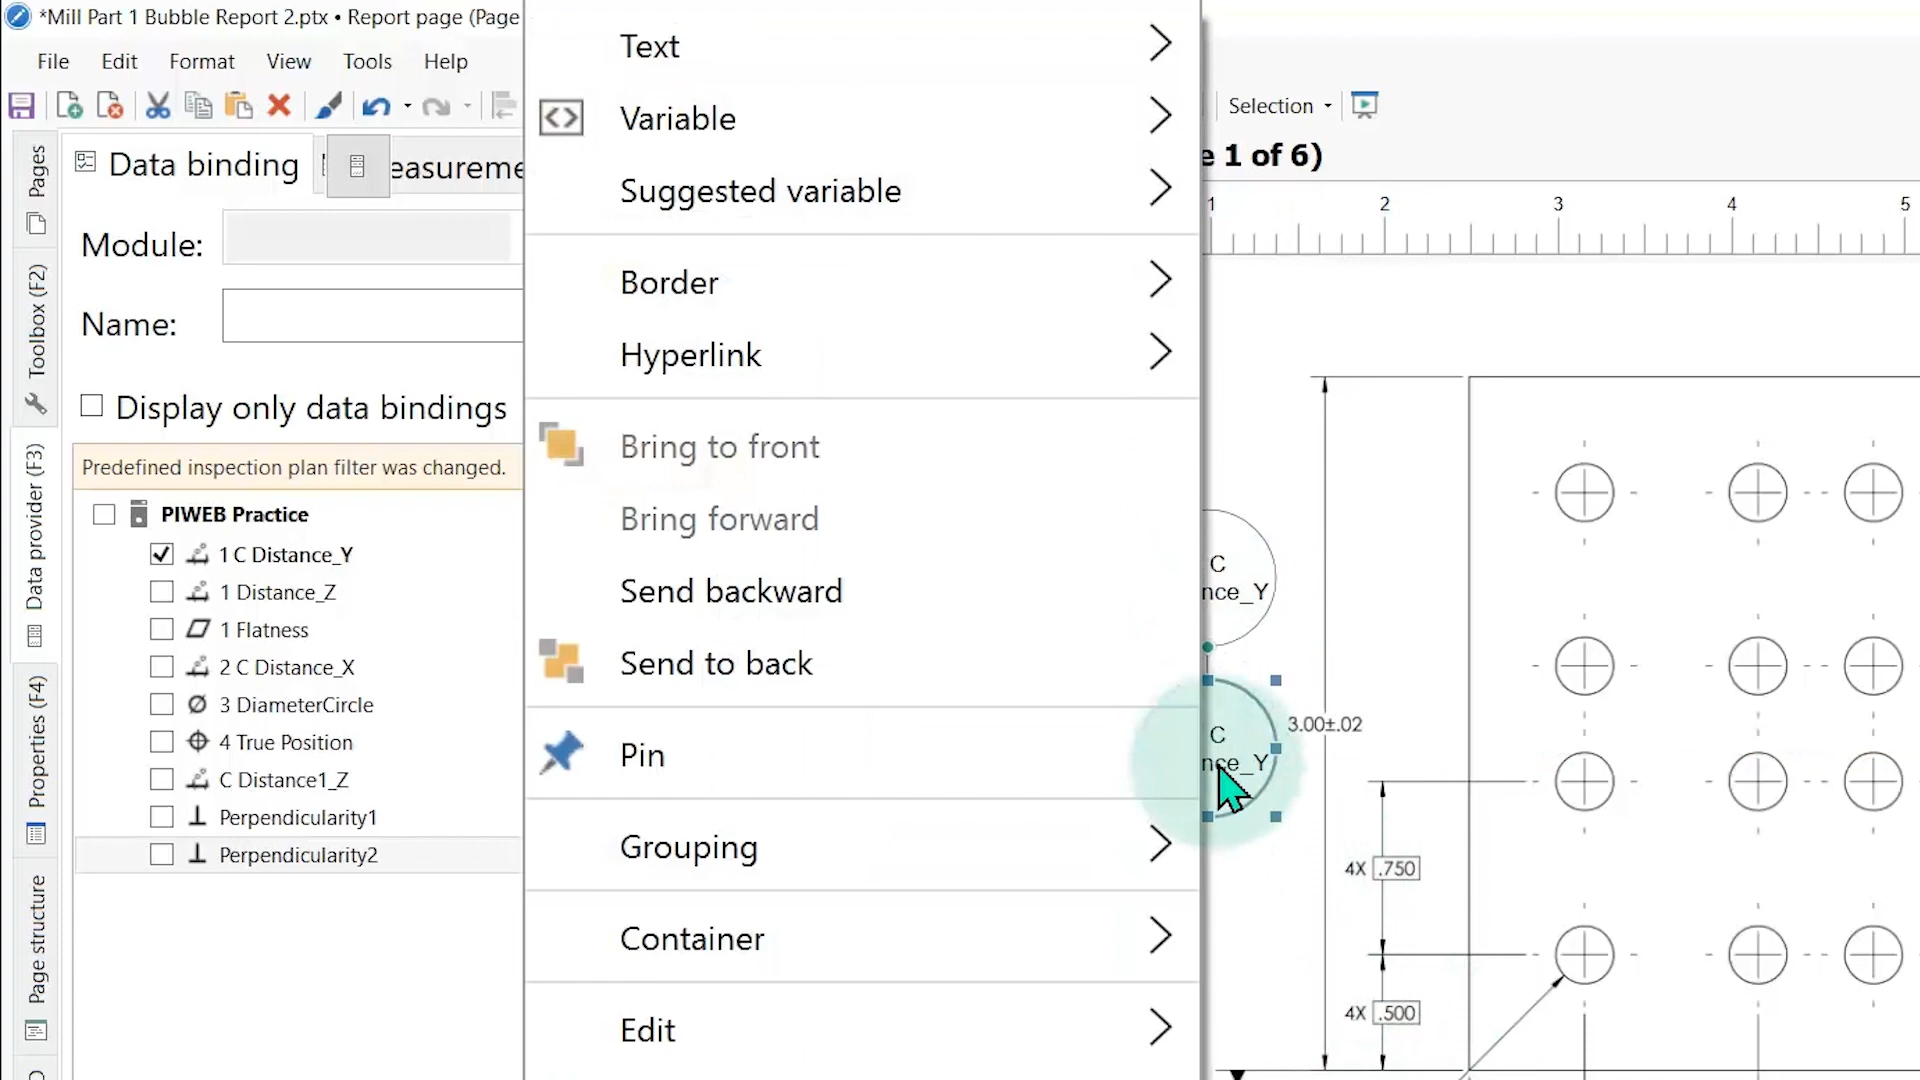 *Mill Part 1 Bubble Report 2.ptx • Report page (Page
File Edit Format View Tools Help
Selection
Pages
Toolbox (F2)
Data provider (F3)
Properties (F4)
Page structure
Data binding
easureme
Module:
Name:
Display only data bindings
Predefined inspection plan filter was changed.
PIWEB Practice
1 C Distance_Y
1 Distance_Z
1 Flatness
2 C Distance_X
3 DiameterCircle
4 True Position
C Distance1_Z
Perpendicularity1
Perpendicularity2
Text
Variable
Suggested variable
Border
Hyperlink
Bring to front
Bring forward
Send backward
Send to back
Pin
Grouping
Container
Edit
e 1 of 6)
1 2 3 4 5
C
nce_Y
C
nce_Y
3.00±.02
4X .750
4X .500